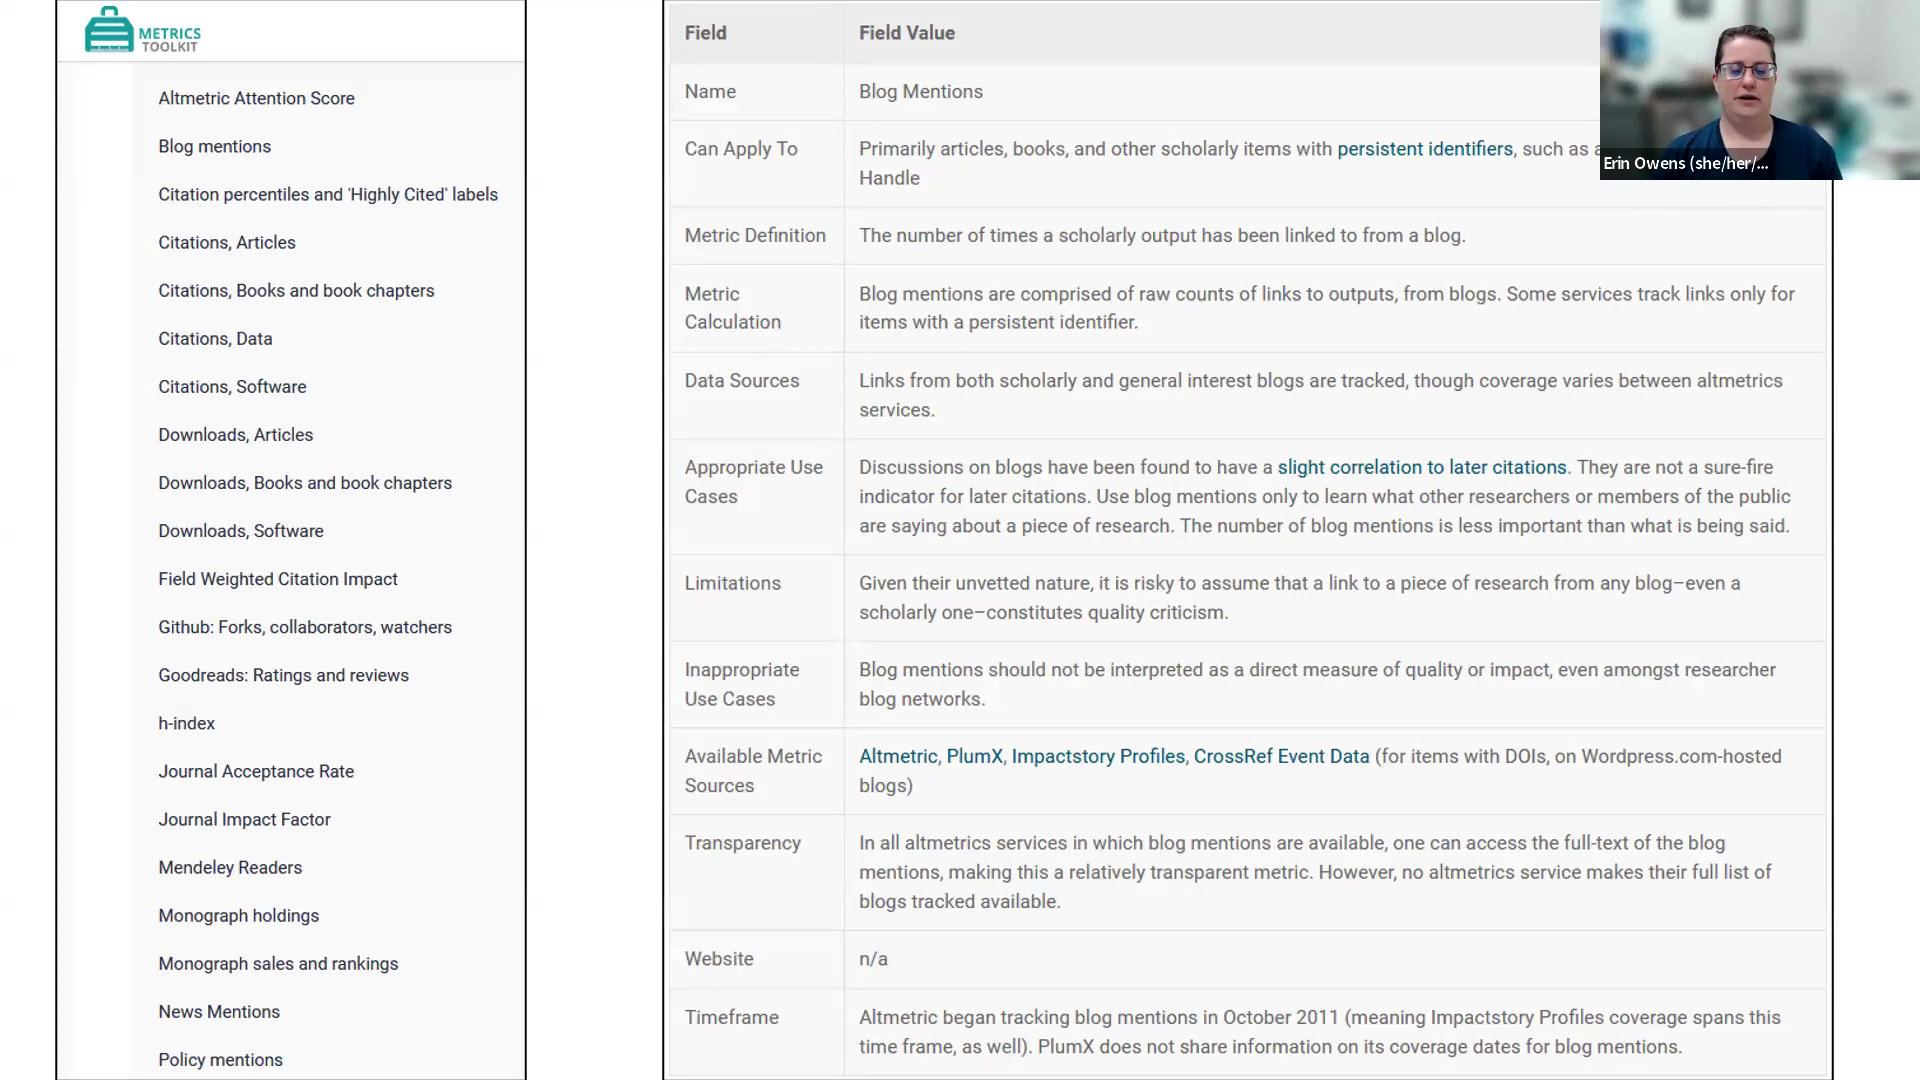 METRICS
TOOLKIT
Altmetric Attention Score
Blog mentions
Citation percentiles and 'Highly Cited' labels
Citations, Articles
Citations, Books and book chapters
Citations, Data
Citations, Software
Downloads, Articles
Downloads, Books and book chapters
Downloads, Software
Field Weighted Citation Impact
Github: Forks, collaborators, watchers
Goodreads: Ratings and reviews
h-index
Journal Acceptance Rate
Journal Impact Factor
Mendeley Readers
Monograph holdings
Monograph sales and rankings
News Mentions
Policy mentions
Field Field Value
Name Blog Mentions
Can Apply To Primarily articles, books, and other scholarly items with persistent identifiers, such as a
Handle
Metric Definition The number of times a scholarly output has been linked to from a blog.
Metric Blog mentions are comprised of raw counts of links to outputs, from blogs. Some services track links only for
Calculation items with a persistent identifier.
Data Sources Links from both scholarly and general interest blogs are tracked, though coverage varies between altmetrics
services.
Appropriate Use Discussions on blogs have been found to have a slight correlation to later citations. They are not a sure-fire
Cases indicator for later citations. Use blog mentions only to learn what other researchers or members of the public
are saying about a piece of research. The number of blog mentions is less important than what is being said.
Limitations Given their unvetted nature, it is risky to assume that a link to a piece of research from any blog–even a
scholarly one–constitutes quality criticism.
Inappropriate Blog mentions should not be interpreted as a direct measure of quality or impact, even amongst researcher
Use Cases blog networks.
Available Metric Altmetric, PlumX, Impactstory Profiles, CrossRef Event Data (for items with DOIs, on Wordpress.com-hosted
Sources blogs)
Transparency In all altmetrics services in which blog mentions are available, one can access the full-text of the blog
mentions, making this a relatively transparent metric. However, no altmetrics service makes their full list of
blogs tracked available.
Website n/a
Timeframe Altmetric began tracking blog mentions in October 2011 (meaning Impactstory Profiles coverage spans this
time frame, as well). PlumX does not share information on its coverage dates for blog mentions.
Erin Owens (she/her/...